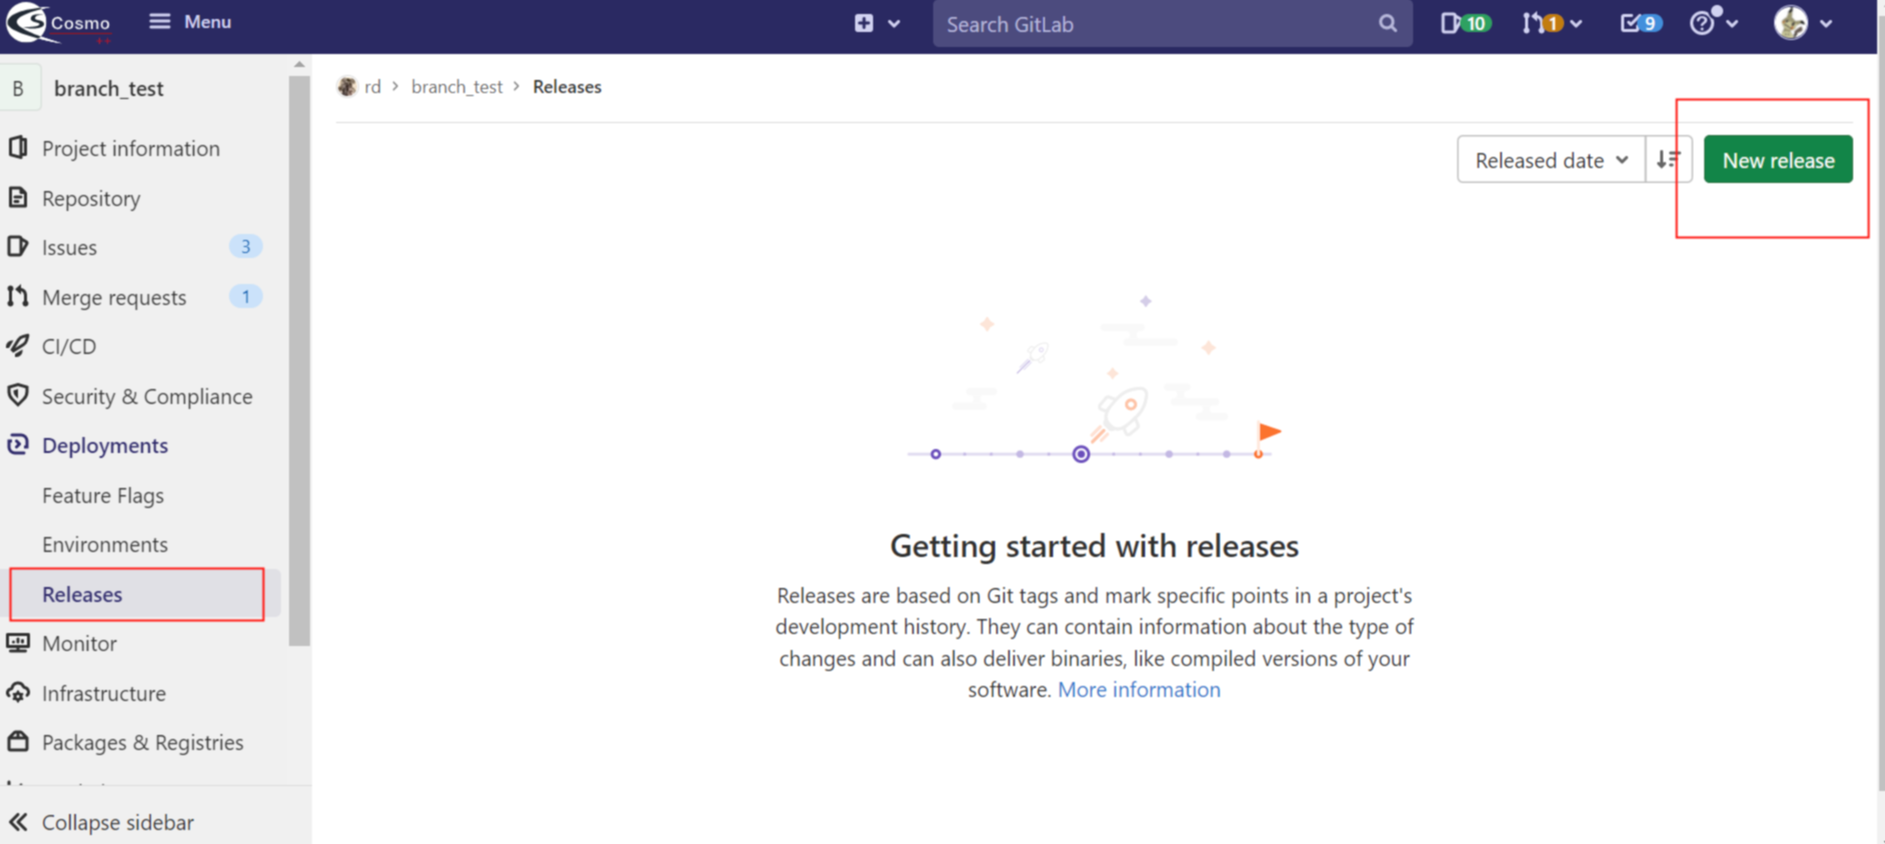 Cosmo
Menu
Search GitLab
10
1
9
B
branch_test
Project information
Repository
Issues
3
Merge requests
1
CI/CD
Security & Compliance
Deployments
Feature Flags
Environments
Releases
Monitor
Infrastructure
Packages & Registries
Collapse sidebar
rd > branch_test > Releases
Released date
New release
Getting started with releases
Releases are based on Git tags and mark specific points in a project's
development history. They can contain information about the type of
changes and can also deliver binaries, like compiled versions of your
software. More information